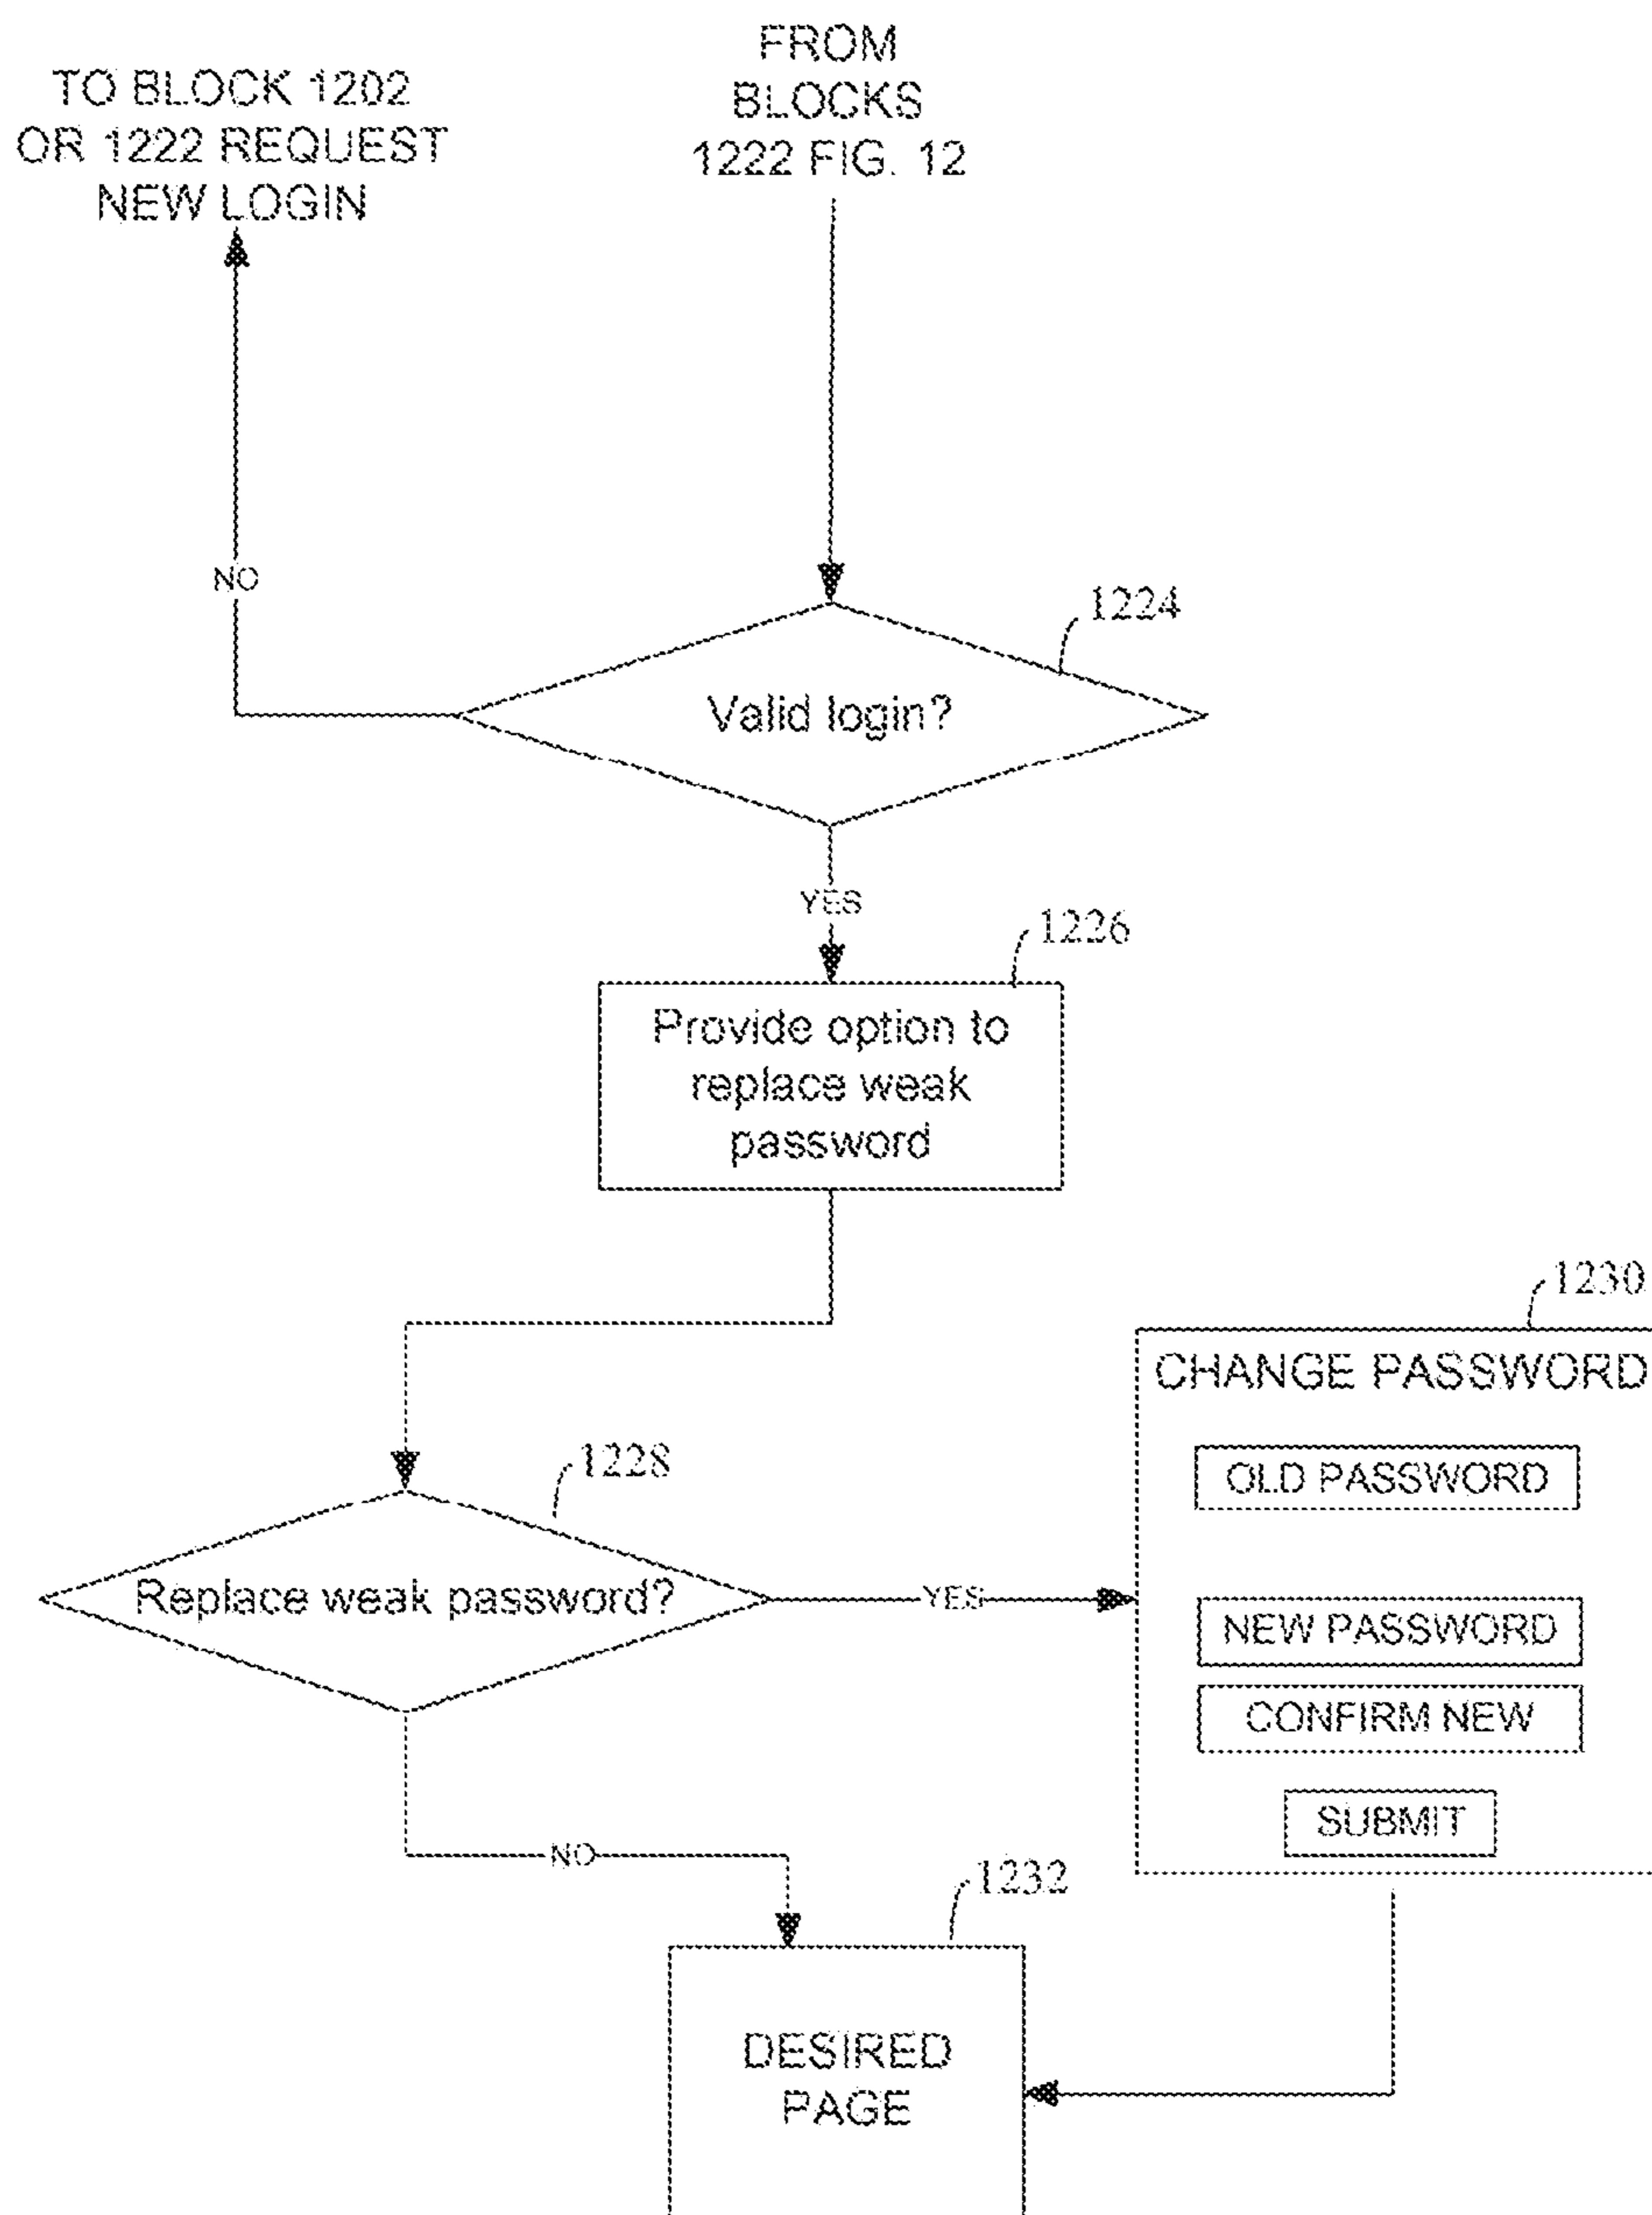 TO BLOCK 1202
OR 1222 REQUEST
NEW LOGIN
FROM
BLOCKS
1222 FIG. 12
NO
1224
Valid login?
YES
1226
Provide option to
replace weak
password
1230
CHANGE PASSWORD
OLD PASSWORD
1228
Replace weak password?
YES
NEW PASSWORD
CONFIRM NEW
SUBMIT
NO
1232
DESIRED
PAGE